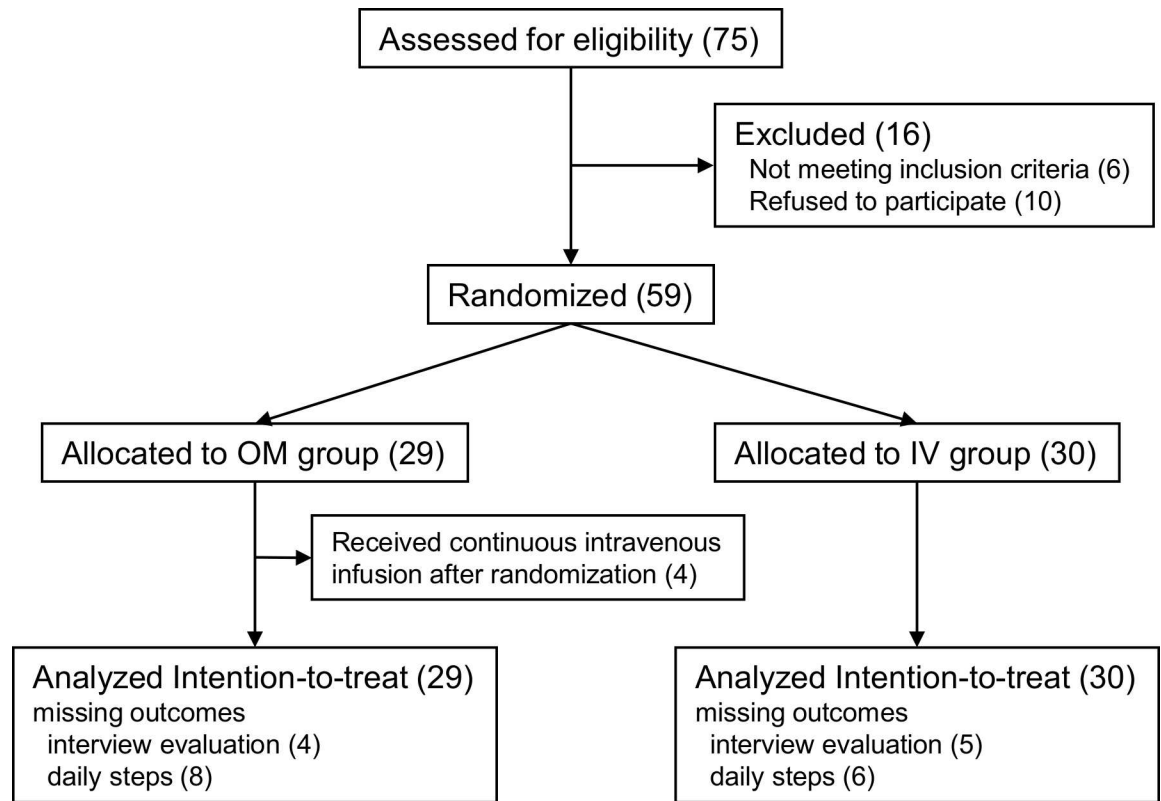 Assessed for eligibility (75)
Excluded (16)
Not meeting inclusion criteria (6)
Refused to participate (10)
Randomized (59)
Allocated to OM group (29)
Allocated to IV group (30)
Received continuous intravenous
infusion after randomization (4)
Analyzed Intention-to-treat (29)
missing outcomes
interview evaluation (4)
daily steps (8)
Analyzed Intention-to-treat (30)
missing outcomes
interview evaluation (5)
daily steps (6)